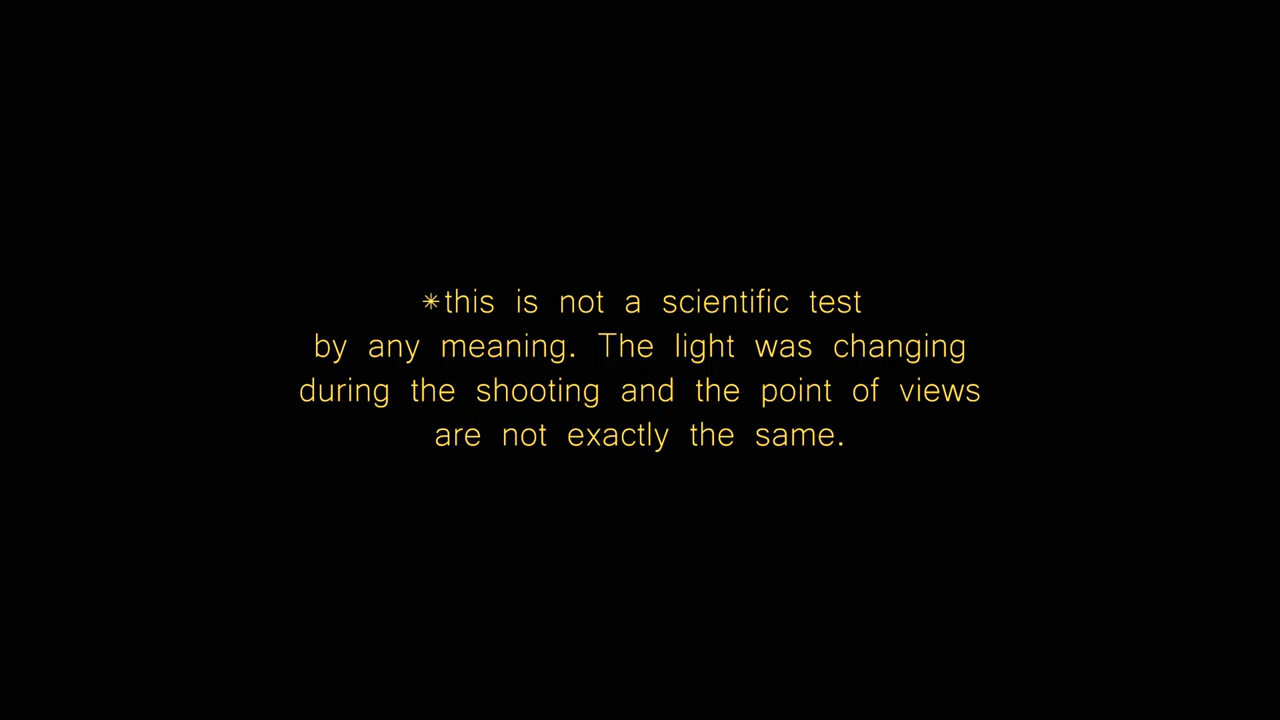 *this is not a scientific test
by any meaning. The light was changing
during the shooting and the point of views
are not exactly the same.